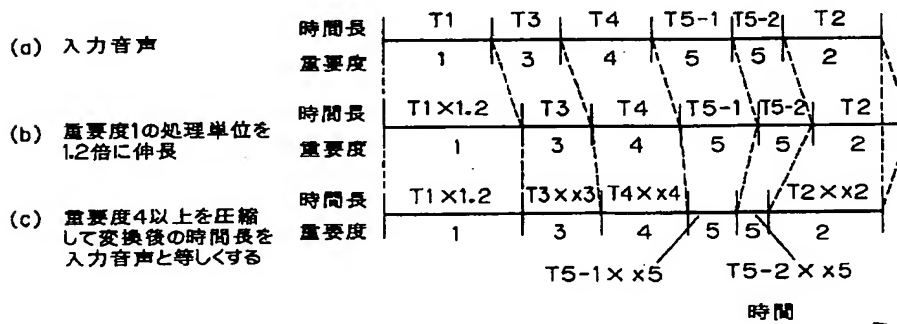 時間長 T1 T3 T4 T5-1 T5-2 T2
(a) 入力音声
重要度 1 3 4 5 5 2
時間長 T1×1.2 T3 T4 T5-1 T5-2 T2
(b) 重要度1の処理単位を
1.2倍に伸長
重要度 1 3 4 5 5 2
時間長 T1×1.2 T3×x3 T4×x4 T2×x2
(c) 重要度4以上を圧縮
して変換後の時間長を
入力音声と等しくする
重要度 1 3 4 5 5 2
T5-1×x5 T5-2×x5
時間